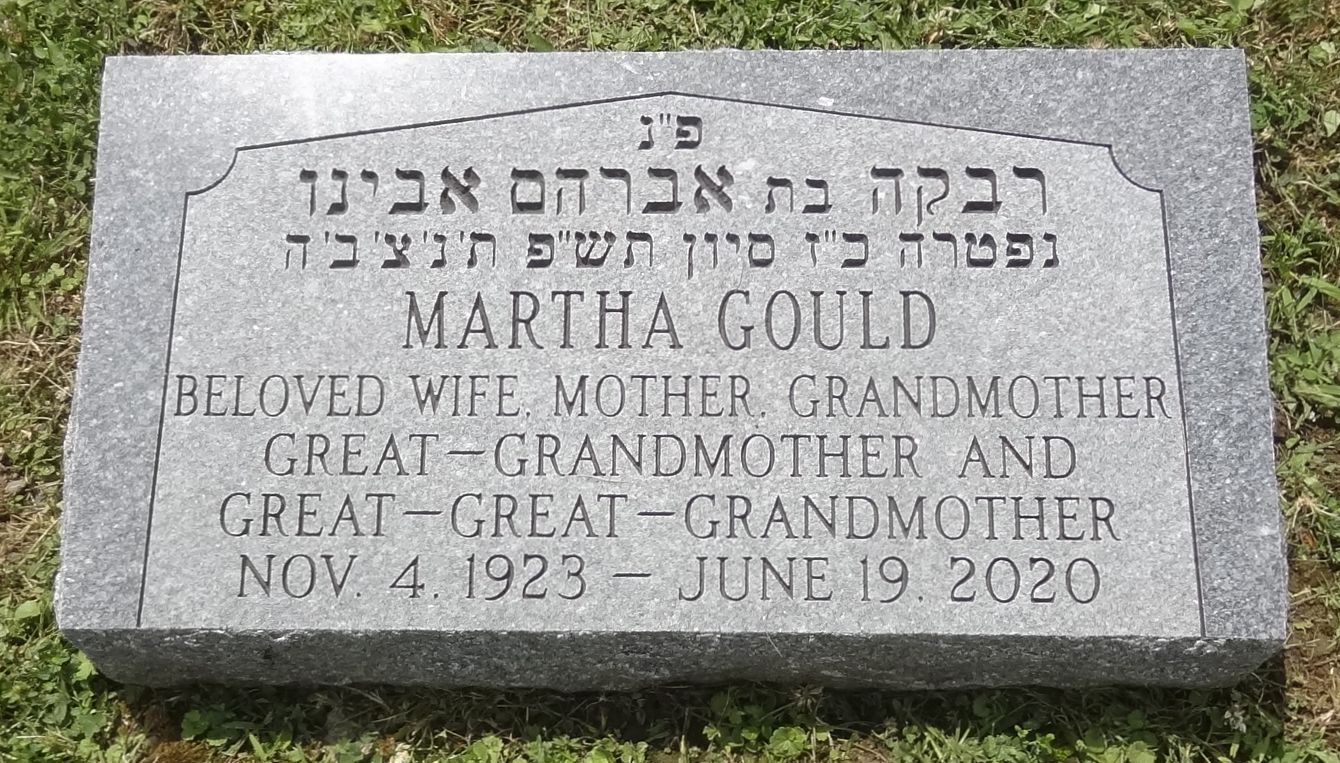 פ"נ
רבקה בת אברהם אבינו
נפטרה כ"ז סיון תש"פ ת'נ'צ'ב'ה
MARTHA GOULD
BELOVED WIFE, MOTHER, GRANDMOTHER
GREAT-GRANDMOTHER AND
GREAT-GREAT-GRANDMOTHER
NOV. 4, 1923 - JUNE 19, 2020